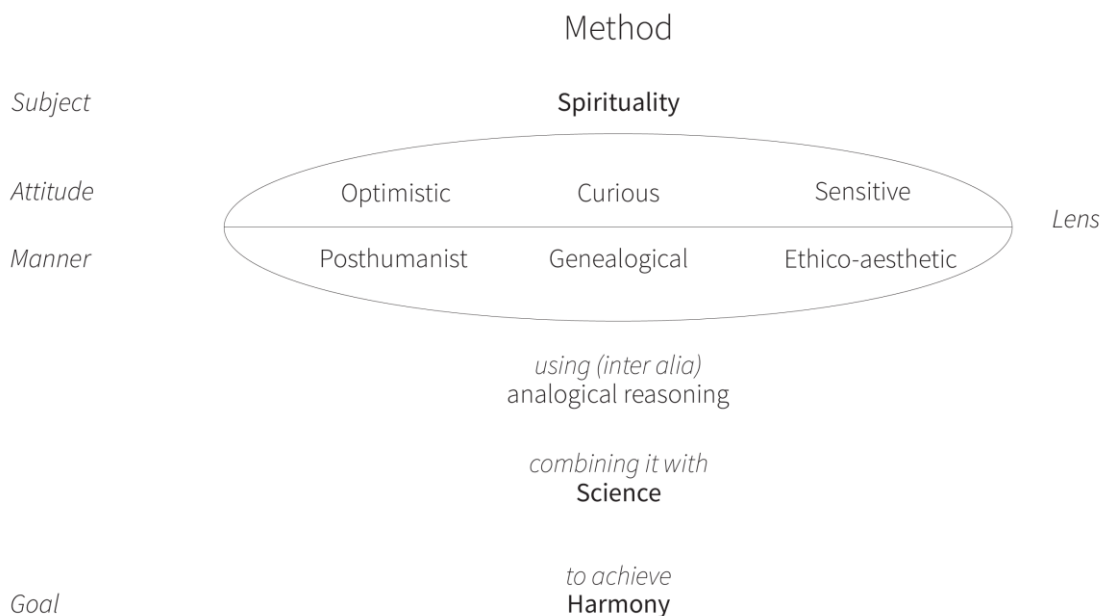 Method
Subject
Spirituality
Attitude
Optimistic
Curious
Sensitive
Lens
Manner
Posthumanist
Genealogical
Ethico-aesthetic
using (inter alia)
analogical reasoning
combining it with
Science
to achieve
Goal
Harmony